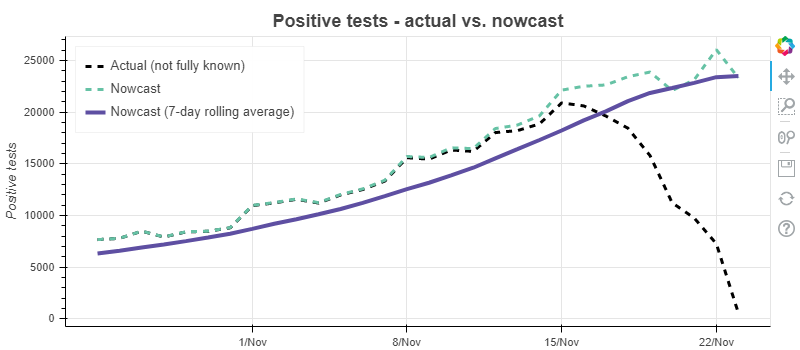 Positive tests - actual vs. nowcast
Actual (not fully known)
Nowcast
Nowcast (7-day rolling average)
Positive tests
25000
20000
15000
10000
5000
0
1/Nov
8/Nov
15/Nov
22/Nov